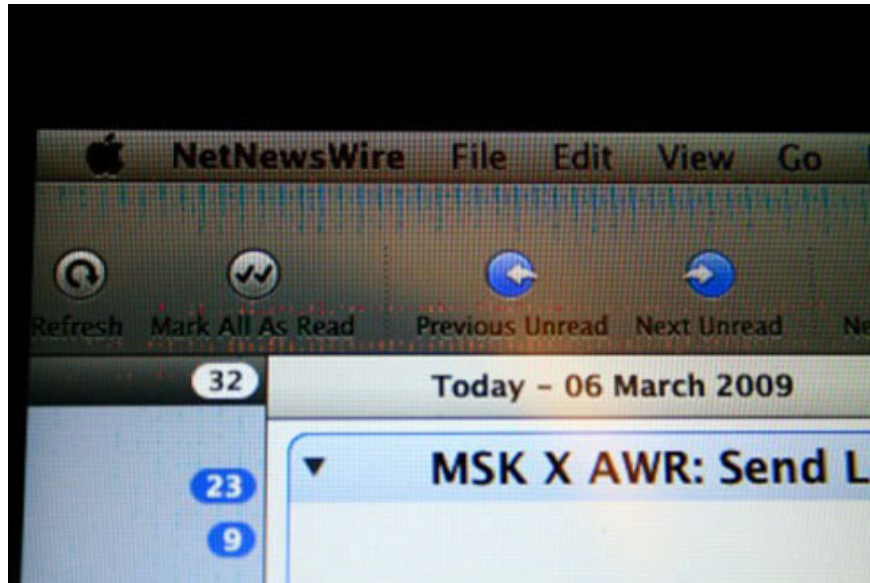 NetNewsWire File Edit View Go
Refresh Mark All As Read Previous Unread Next Unread
32 Today - 06 March 2009
MSK X AWR: Send
23
9